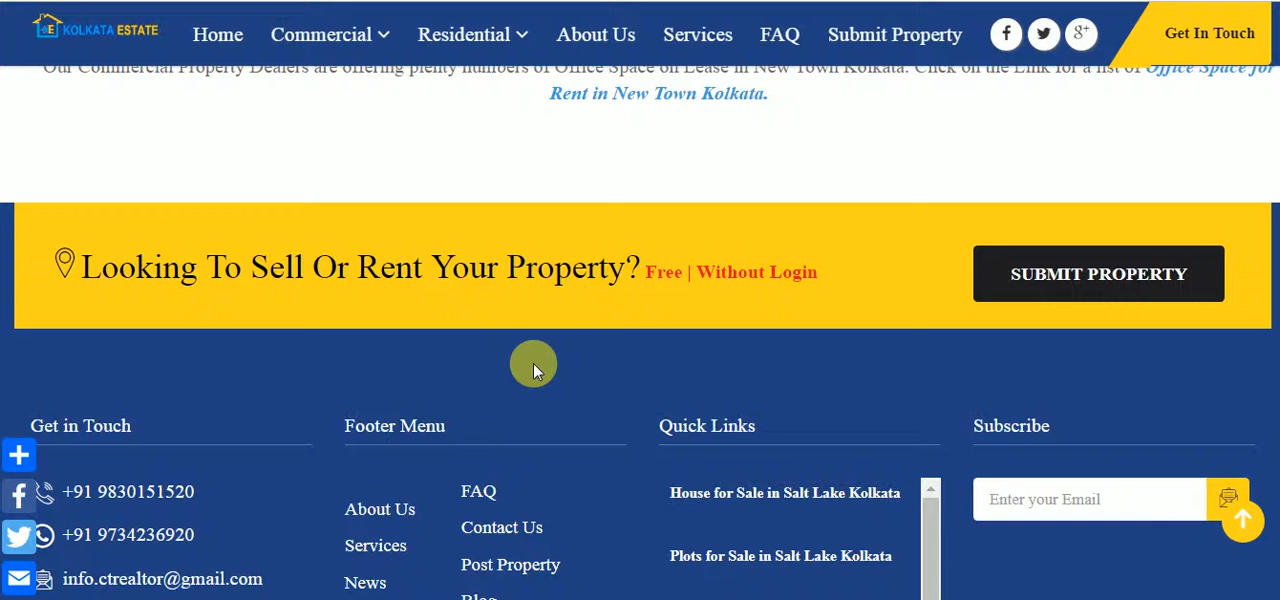 KOLKATA ESTATE
Home Commercial Residential About Us Services FAQ Submit Property Get In Touch
Our Commercial Property Dealers are offering plenty numbers of Office Space on Lease in New Town Kolkata. Click on the Link for a list of Office Space for
Rent in New Town Kolkata.
Looking To Sell Or Rent Your Property? Free | Without Login
SUBMIT PROPERTY
Get in Touch
+91 9830151520
+91 9734236920
info.ctrealtor@gmail.com
Footer Menu
About Us
Services
News
FAQ
Contact Us
Post Property
Blog
Quick Links
House for Sale in Salt Lake Kolkata
Plots for Sale in Salt Lake Kolkata
Subscribe
Enter your Email